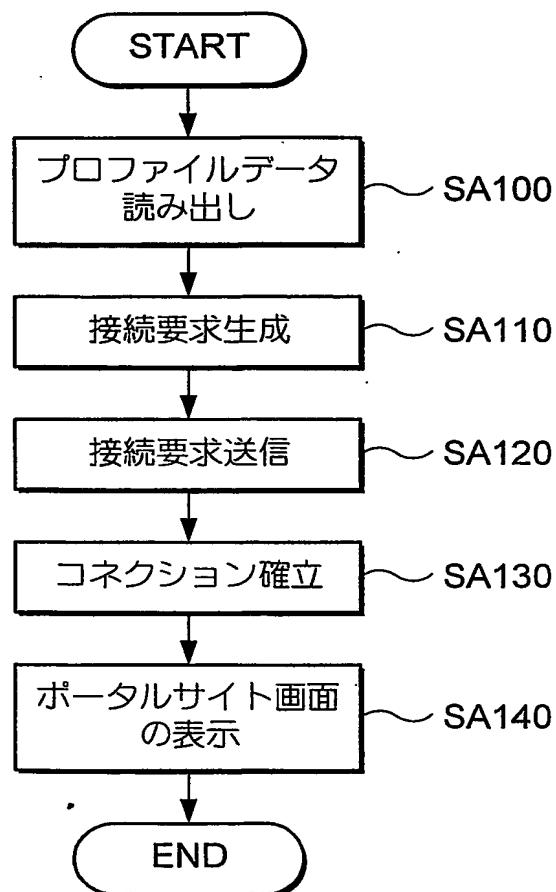 START
プロファイルデータ
読み出し
SA100
接続要求生成
SA110
接続要求送信
SA120
コネクション確立
SA130
ポータルサイト画面
の表示
SA140
END